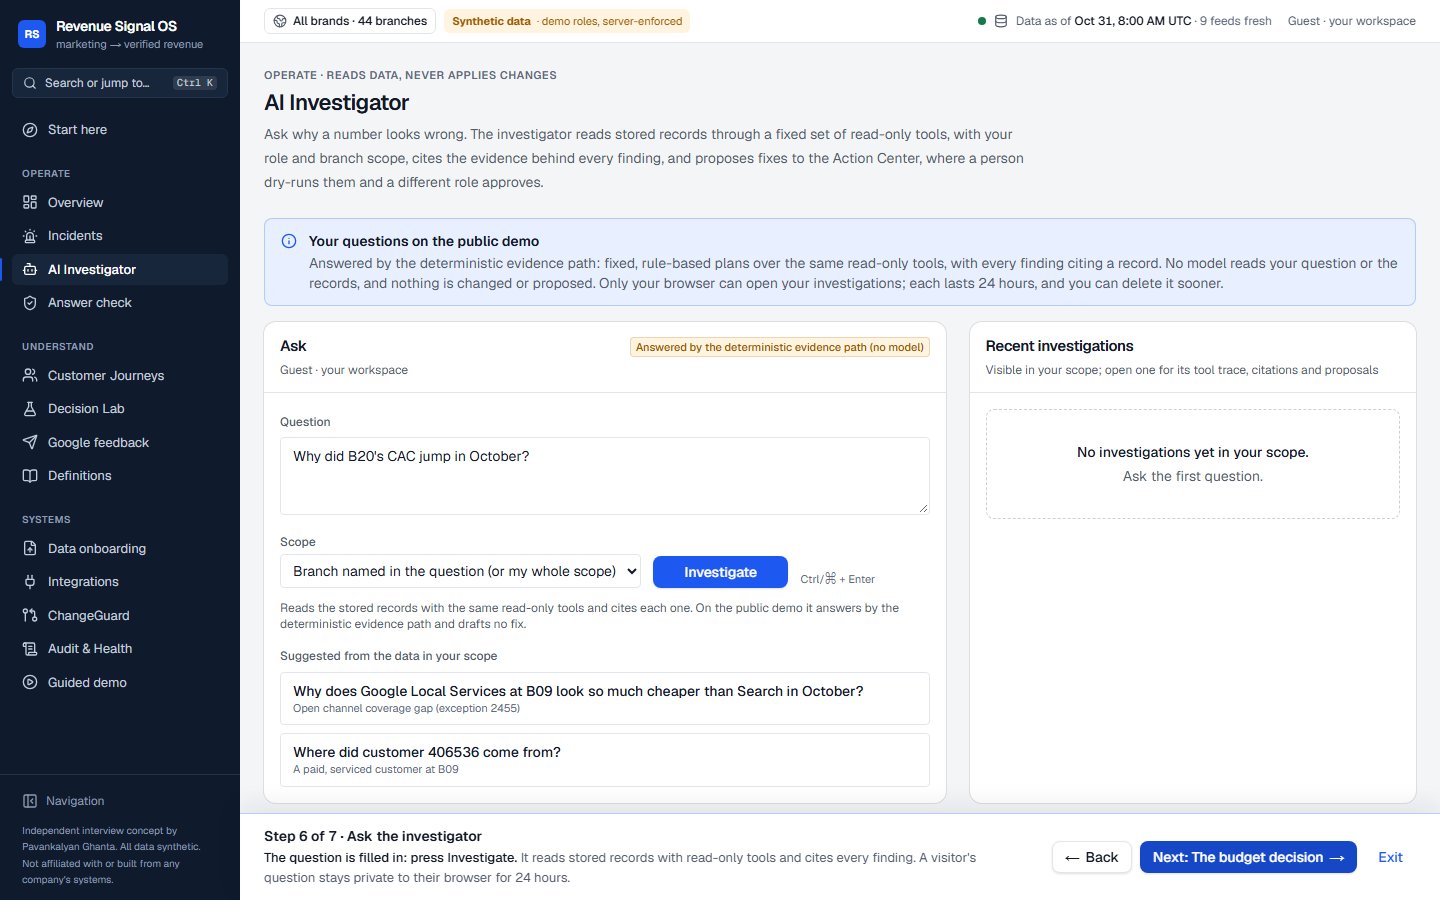 RS
Revenue Signal OS
marketing → verified revenue
Search or jump to... Ctrl K
Start here
OPERATE
Overview
Incidents
AI Investigator
Answer check
UNDERSTAND
Customer Journeys
Decision Lab
Google feedback
Definitions
SYSTEMS
Data onboarding
Integrations
ChangeGuard
Audit & Health
Guided demo
Navigation
Independent interview concept by
Pavankalyan Ghanta. All data synthetic.
Not affiliated with or built from any
company's systems.
All brands · 44 branches
Synthetic data · demo roles, server-enforced
Data as of Oct 31, 8:00 AM UTC · 9 feeds fresh
Guest · your workspace
OPERATE · READS DATA, NEVER APPLIES CHANGES
AI Investigator
Ask why a number looks wrong. The investigator reads stored records through a fixed set of read-only tools, with your
role and branch scope, cites the evidence behind every finding, and proposes fixes to the Action Center, where a person
dry-runs them and a different role approves.
Your questions on the public demo
Answered by the deterministic evidence path: fixed, rule-based plans over the same read-only tools, with every finding citing a record. No model reads your question or the
records, and nothing is changed or proposed. Only your browser can open your investigations; each lasts 24 hours, and you can delete it sooner.
Ask
Answered by the deterministic evidence path (no model)
Guest · your workspace
Question
Why did B20's CAC jump in October?
Scope
Branch named in the question (or my whole scope)
Investigate
Ctrl/⌘ + Enter
Reads the stored records with the same read-only tools and cites each one. On the public demo it answers by the
deterministic evidence path and drafts no fix.
Suggested from the data in your scope
Why does Google Local Services at B09 look so much cheaper than Search in October?
Open channel coverage gap (exception 2455)
Where did customer 406536 come from?
A paid, serviced customer at B09
Recent investigations
Visible in your scope; open one for its tool trace, citations and proposals
No investigations yet in your scope.
Ask the first question.
Step 6 of 7 · Ask the investigator
The question is filled in: press Investigate. It reads stored records with read-only tools and cites every finding. A visitor's
question stays private to their browser for 24 hours.
← Back
Next: The budget decision →
Exit